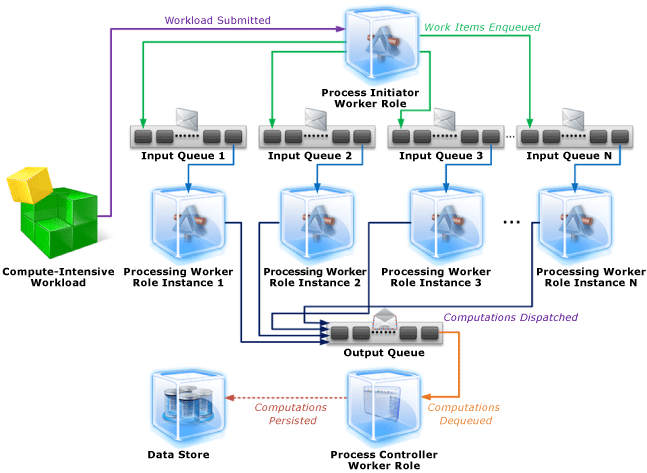 Workload Submitted
Work Items Enqueued
Process Initiator
Worker Role
Input Queue 1
Input Queue 2
Input Queue 3
Input Queue N
Compute-Intensive
Workload
Processing Worker
Role Instance 1
Processing Worker
Role Instance 2
Processing Worker
Role Instance 3
Processing Worker
Role Instance N
Computations Dispatched
Output Queue
Computations
Persisted
Computations
Dequeued
Data Store
Process Controller
Worker Role